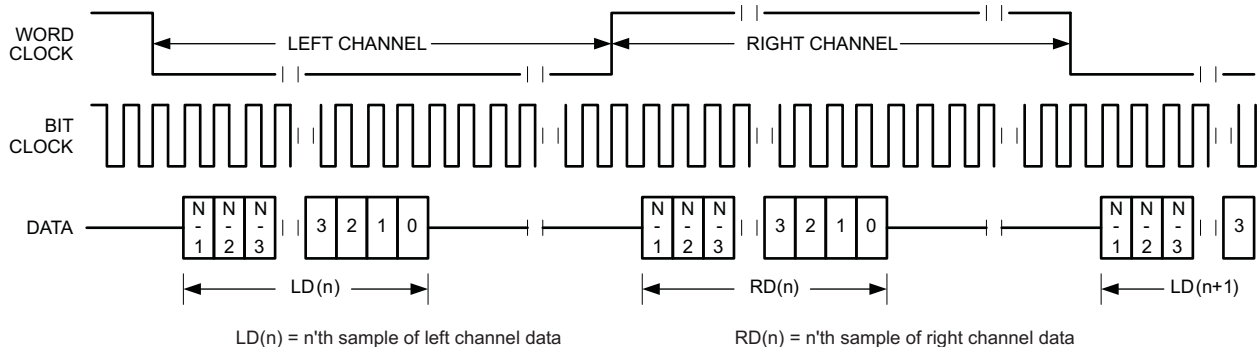 WORD
CLOCK
LEFT CHANNEL
RIGHT CHANNEL
BIT
CLOCK
DATA
N-1 N-2 N-3 3 2 1 0
N-1 N-2 N-3 3 2 1 0
N-1 N-2 N-3 3
LD(n)
RD(n)
LD(n+1)
LD(n) = n'th sample of left channel data
RD(n) = n'th sample of right channel data